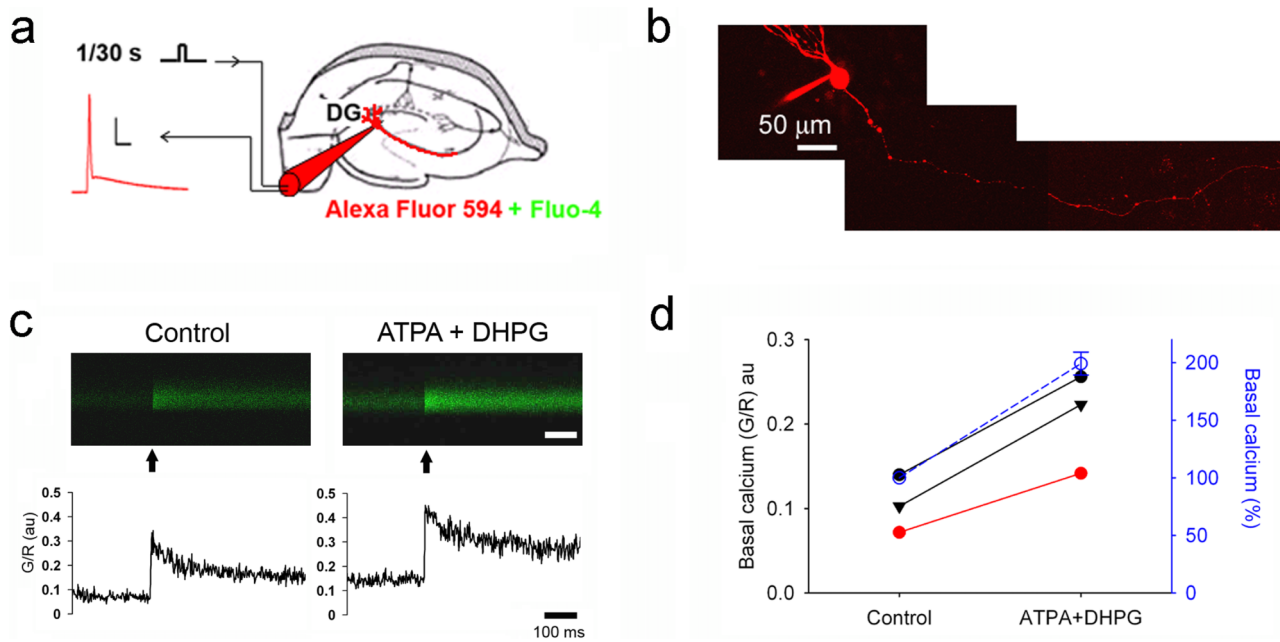 a
1/30 s
DG
Alexa Fluor 594 + Fluo-4
b
50 μm
c
Control
ATPA + DHPG
G/R (au)
0.5
0.4
0.3
0.2
0.1
0
0.5
0.4
0.3
0.2
0.1
0
100 ms
d
Basal calcium (G/R) au
0.3
0.2
0.1
0.0
Control
ATPA+DHPG
200
150
100
50
0
Basal calcium (%)